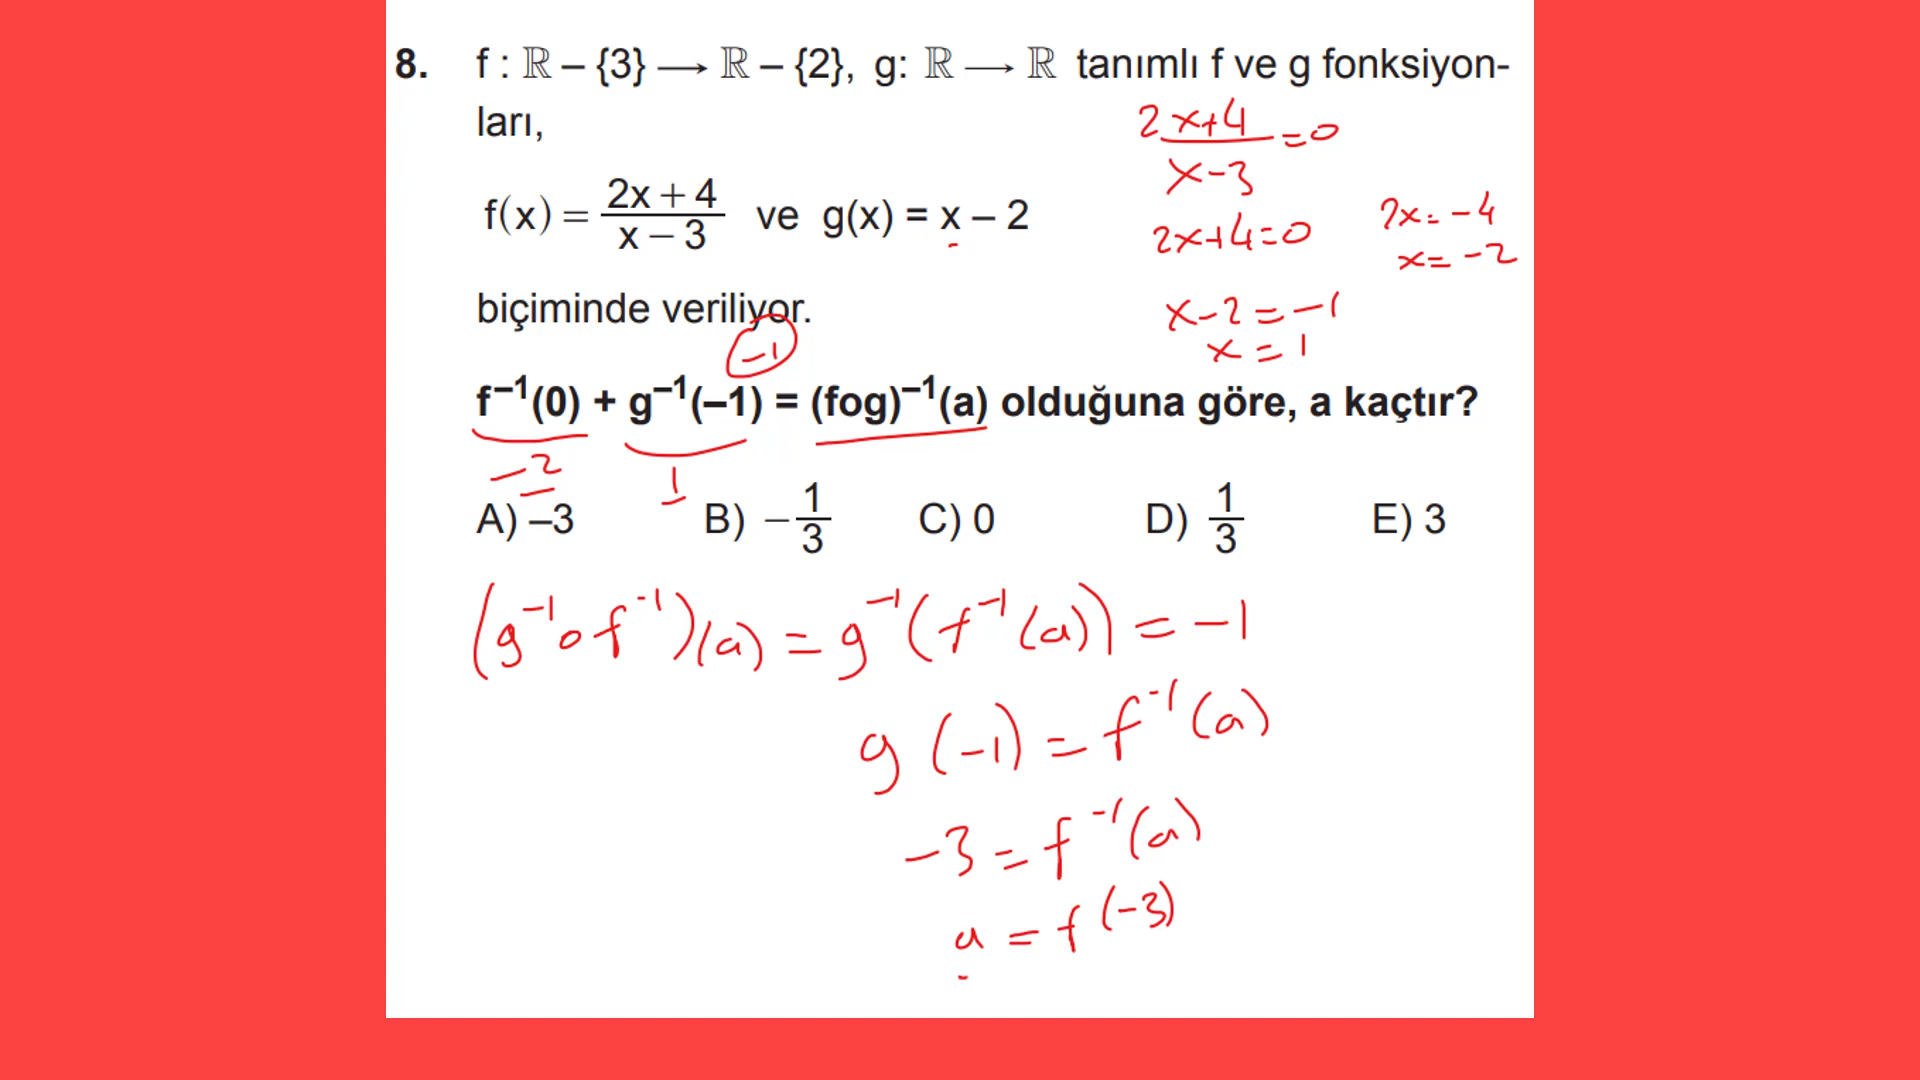 8. f : ℝ – {3} ⟶ ℝ – {2}, g: ℝ ⟶ ℝ tanımlı f ve g fonksiyon-
ları,
f(x) = (2x + 4)/(x – 3) ve g(x) = x – 2
biçiminde veriliyor.
f⁻¹(0) + g⁻¹(–1) = (fog)⁻¹(a) olduğuna göre, a kaçtır?
A) –3 B) –1/3 C) 0 D) 1/3 E) 3
(2x+4)/(x-3) = 0
2x+4=0
2x = -4
x = -2
x-2 = -1
x = 1
-1
-2
1
(g⁻¹of⁻¹)(a) = g⁻¹(f⁻¹(a)) = -1
g(-1) = f⁻¹(a)
-3 = f⁻¹(a)
a = f(-3)